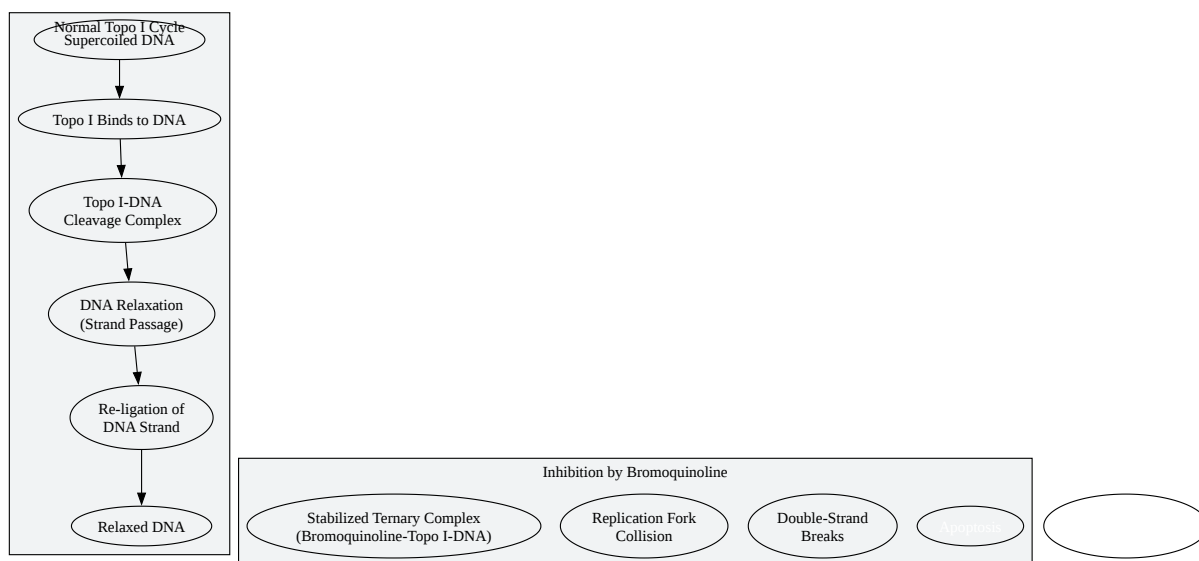 Normal Topo I Cycle
Supercoiled DNA
Topo I Binds to DNA
Topo I-DNA
Cleavage Complex
DNA Relaxation
(Strand Passage)
Re-ligation of
DNA Strand
Relaxed DNA
Inhibition by Bromoquinoline
Stabilized Ternary Complex
(Bromoquinoline-Topo I-DNA)
Replication Fork
Collision
Double-Strand
Breaks
Apoptosis